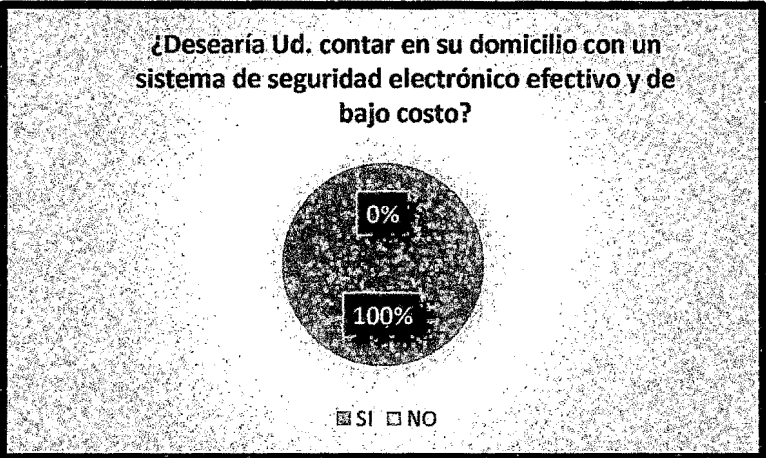 ¿Desearía Ud. contar en su domicilio con un
sistema de seguridad electrónico efectivo y de
bajo costo?
0%
100%
SI NO